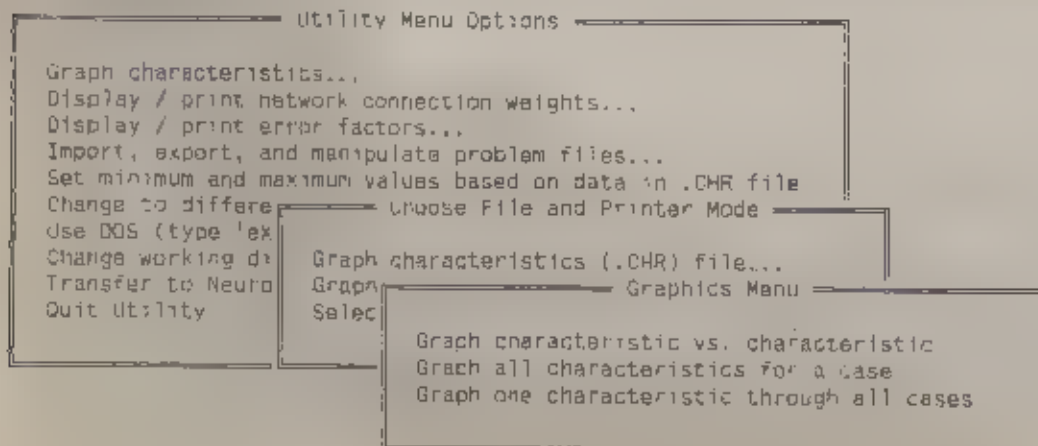 Utility Menu Options
Graph characteristics...
Display / print network connection weights...
Display / print error factors...
Import, export, and manipulate problem files...
Set minimum and maximum values based on data in .CHR file
Change to differe
Choose File and Printer Mode
Use DOS (type 'ex
Change working di
Graph characteristics (.CHR) file...
Transfer to Neuro
Graph
Graphics Menu
Quit Utility
Selec
Graph characteristic vs. characteristic
Graph all characteristics for a case
Graph one characteristic through all cases